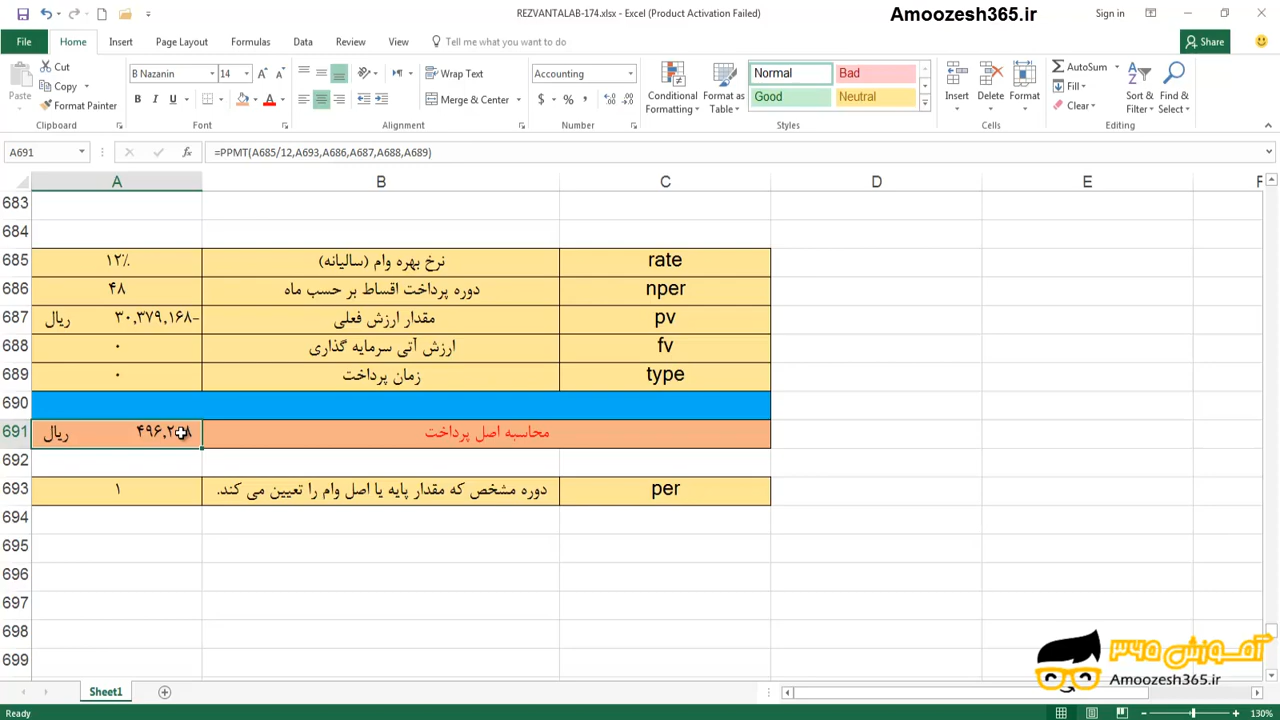 REZVANTALAB-174.xlsx - Excel (Product Activation Failed)
Amoozesh365.ir
Sign in
File Home Insert Page Layout Formulas Data Review View Tell me what you want to do Share
Paste Cut Copy Format Painter
B Nazanin 14
B I U
Wrap Text
Merge & Center
Accounting
$ % ,
Conditional Formatting
Format as Table
Normal Bad
Good Neutral
Insert Delete Format
AutoSum
Fill
Clear
Sort & Filter
Find & Select
Clipboard Font Alignment Number Styles Cells Editing
A691 fx =PPMT(A685/12,A693,A686,A687,A688,A689)
A B C D E F
683
684
685 ۱۲٪ نرخ بهره وام (سالیانه) rate
686 ۴۸ دوره پرداخت اقساط بر حسب ماه nper
687 ریال ۳۰,۳۷۹,۱۶۸- مقدار ارزش فعلی pv
688 ۰ ارزش آتی سرمایه گذاری fv
689 ۰ زمان پرداخت type
690
691 ریال محاسبه اصل پرداخت
692
693 ۱ دوره مشخص که مقدار پایه یا اصل وام را تعیین می کند. per
694
695
696
697
698
699
آموزش ۳۶۵
Amoozesh365.ir
Sheet1
Ready
130%